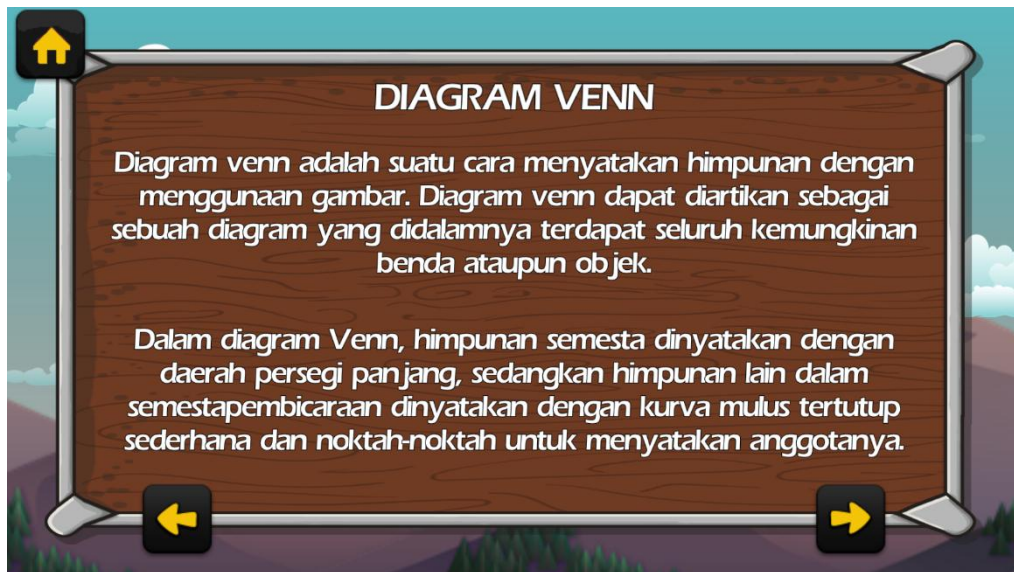 DIAGRAM VENN
Diagram venn adalah suatu cara menyatakan himpunan dengan
menggunaan gambar. Diagram venn dapat diartikan sebagai
sebuah diagram yang didalamnya terdapat seluruh kemungkinan
benda ataupun objek.
Dalam diagram Venn, himpunan semesta dinyatakan dengan
daerah persegi panjang, sedangkan himpunan lain dalam
semestapembicaraan dinyatakan dengan kurva mulus tertutup
sederhana dan noktah-noktah untuk menyatakan anggotanya.